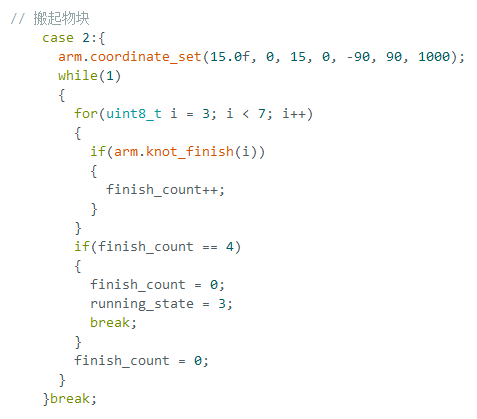 // 搬起物块
case 2:{
arm.coordinate_set(15.0f, 0, 15, 0, -90, 90, 1000);
while(1)
{
for(uint8_t i = 3; i < 7; i++)
{
if(arm.knot_finish(i))
{
finish_count++;
}
}
if(finish_count == 4)
{
finish_count = 0;
running_state = 3;
break;
}
finish_count = 0;
}
}break;